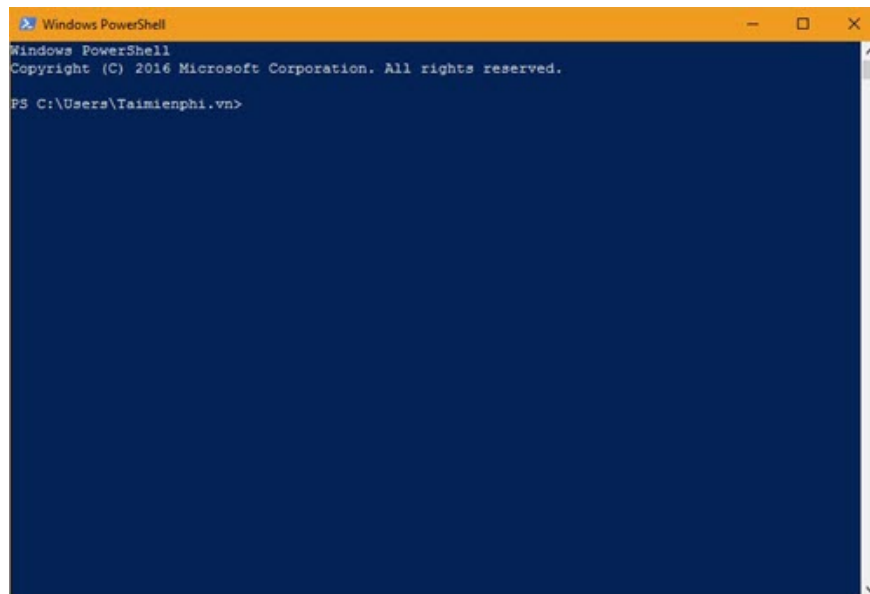 Windows PowerShell
Windows PowerShell
Copyright (C) 2016 Microsoft Corporation. All rights reserved.
PS C:\Users\Taimienphi.vn>